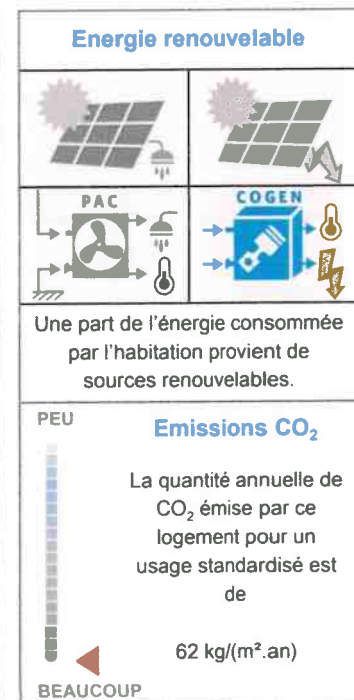 Energie renouvelable
PAC
COGEN
Une part de l'énergie consommée
par l'habitation provient de
sources renouvelables.
PEU
Emissions CO₂
La quantité annuelle de
CO₂ émise par ce
logement pour un
usage standardisé est
de
62 kg/(m².an)
BEAUCOUP